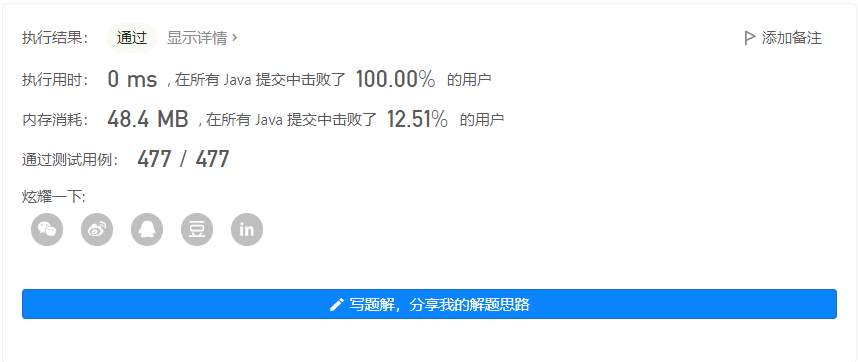 执行结果： 通过 显示详情 › 添加备注
执行用时： 0 ms , 在所有 Java 提交中击败了 100.00% 的用户
内存消耗： 48.4 MB , 在所有 Java 提交中击败了 12.51% 的用户
通过测试用例： 477 / 477
炫耀一下:
豆 in
写题解，分享我的解题思路